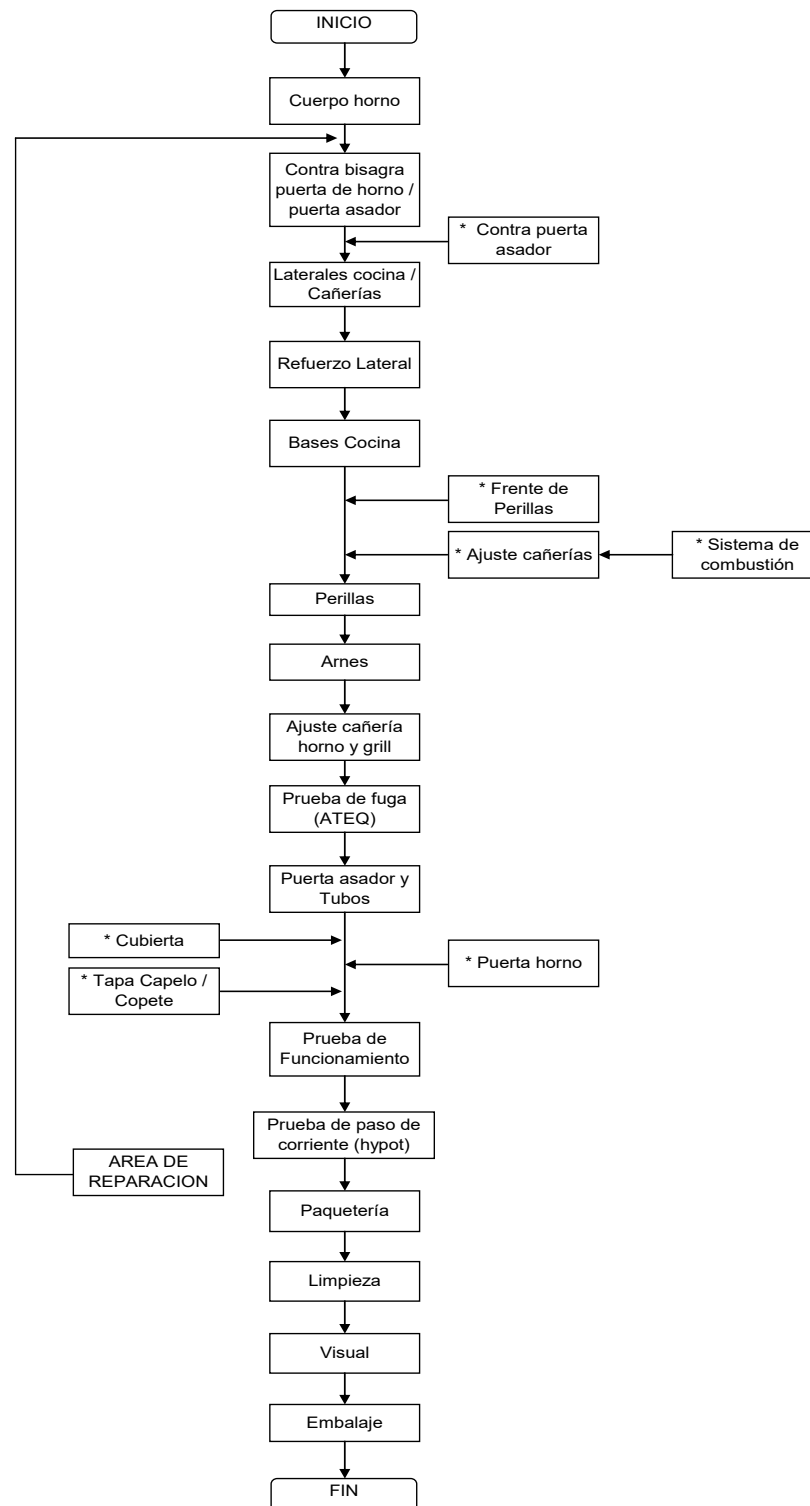 INICIO
Cuerpo horno
Contra bisagra
puerta de horno /
puerta asador
* Contra puerta
asador
Laterales cocina /
Cañerías
Refuerzo Lateral
Bases Cocina
* Frente de
Perillas
* Ajuste cañerías
* Sistema de
combustión
Perillas
Arnes
Ajuste cañería
horno y grill
Prueba de fuga
(ATEQ)
Puerta asador y
Tubos
* Cubierta
* Puerta horno
* Tapa Capelo /
Copete
Prueba de
Funcionamiento
Prueba de paso de
corriente (hypot)
AREA DE
REPARACION
Paquetería
Limpieza
Visual
Embalaje
FIN